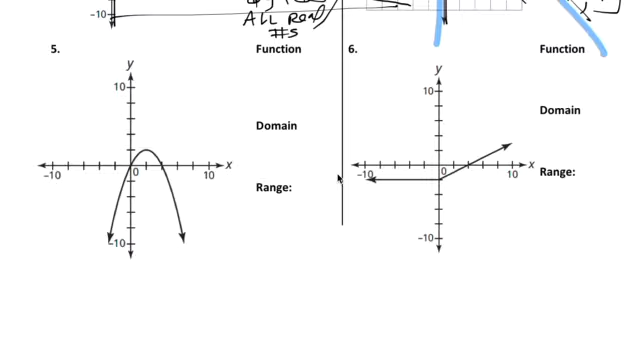 -10
ALL Real
#s
5.
Function
6.
Function
y
10
Domain
-10
0
10
x
Range:
-10
y
10
Domain
-10
0
10
x
Range:
-10